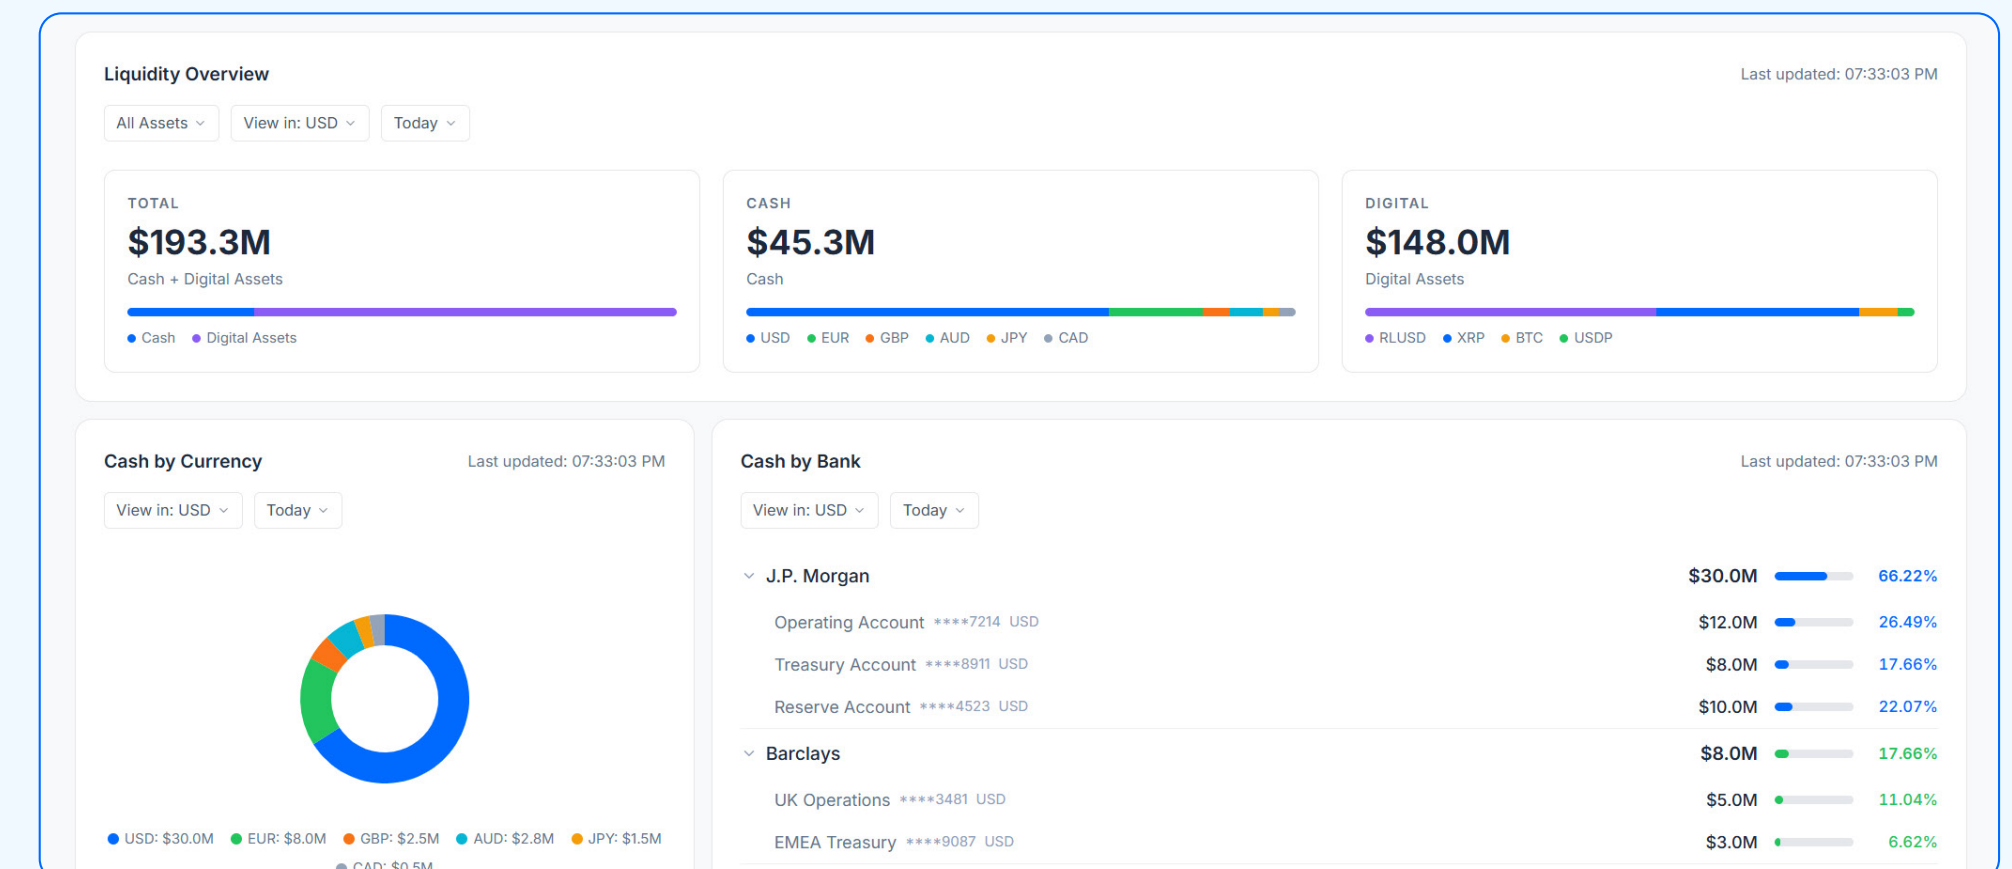 Liquidity Overview
Last updated: 07:33:03 PM
All Assets
View in: USD
Today
TOTAL
$193.3M
Cash + Digital Assets
Cash
Digital Assets
CASH
$45.3M
Cash
USD
EUR
GBP
AUD
JPY
CAD
DIGITAL
$148.0M
Digital Assets
RLUSD
XRP
BTC
USDP
Cash by Currency
Last updated: 07:33:03 PM
View in: USD
Today
USD: $30.0M
EUR: $8.0M
GBP: $2.5M
AUD: $2.8M
JPY: $1.5M
CAD: $0.5M
Cash by Bank
Last updated: 07:33:03 PM
View in: USD
Today
J.P. Morgan $30.0M 66.22%
Operating Account ****7214 USD $12.0M 26.49%
Treasury Account ****8911 USD $8.0M 17.66%
Reserve Account ****4523 USD $10.0M 22.07%
Barclays $8.0M 17.66%
UK Operations ****3481 USD $5.0M 11.04%
EMEA Treasury ****9087 USD $3.0M 6.62%